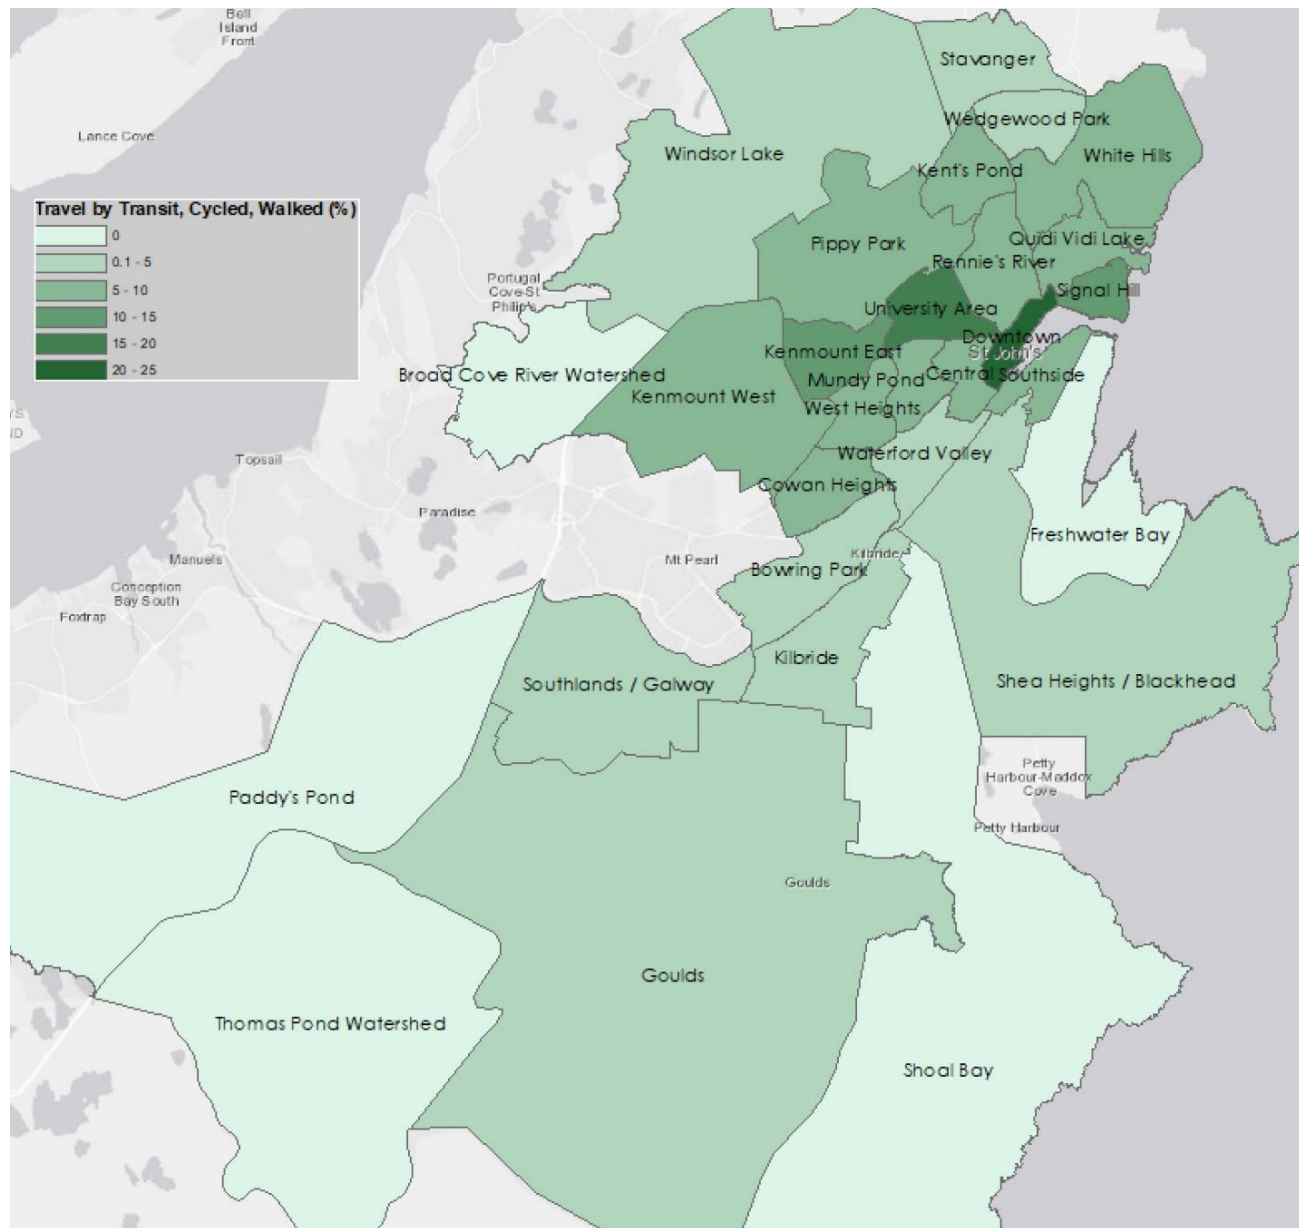 Bell
Island
Front
Stavanger
Lance Cove
Wedgewood Park
Windsor Lake
White Hills
Kent's Pond
Travel by Transit, Cycled, Walked (%)
0
0.1 - 5
5 - 10
10 - 15
15 - 20
20 - 25
Pippy Park
Quidi Vidi Lake
Rennie's River
Portugal
Cove-St
Philip's
Signal Hill
University Area
Downtown
St John's
Kenmount East
Broad Cove River Watershed
Mundy Pond
Central
Southside
Kenmount West
West Heights
Topsail
Waterford Valley
Cowan Heights
Paradise
Freshwater Bay
Manuels
Mt Pearl
Kilbride
Bowring Park
Conception
Bay South
Foxtrap
Kilbride
Southlands / Galway
Shea Heights / Blackhead
Petty
Harbour-Maddox
Cove
Paddy's Pond
Petty Harbour
Goulds
Goulds
Thomas Pond Watershed
Shoal Bay